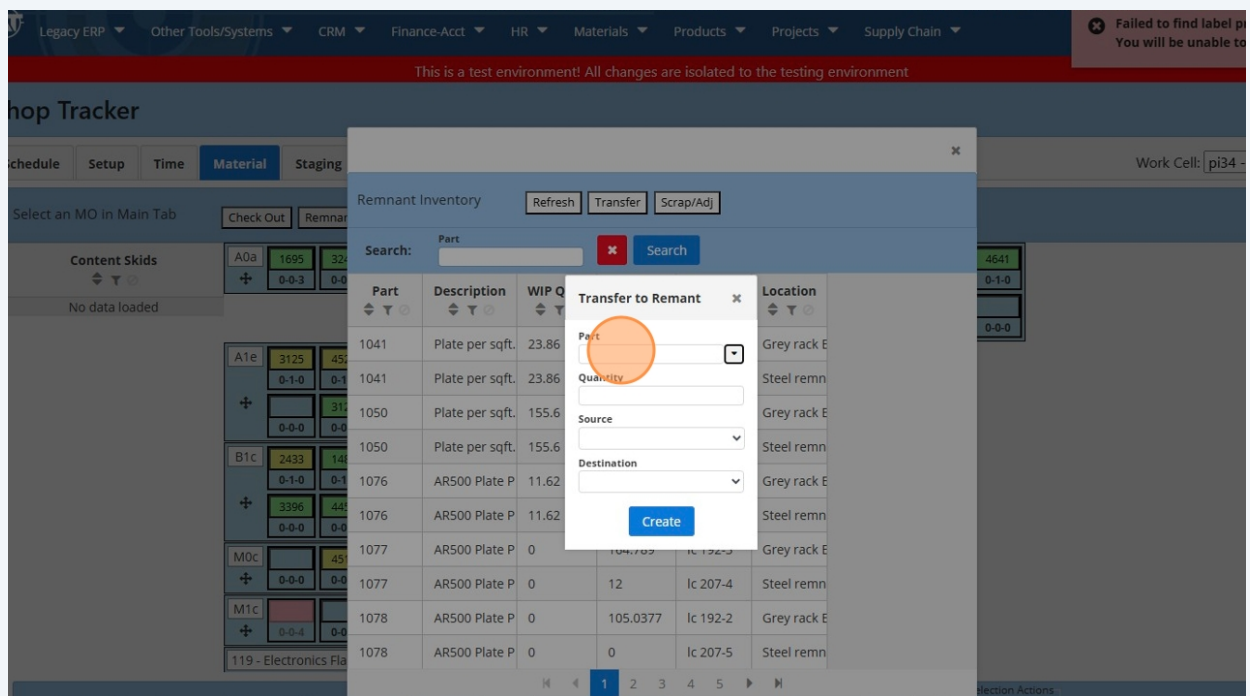 Legacy ERP Other Tools/Systems CRM Finance-Acct HR Materials Products Projects Supply Chain
Failed to find label
You will be unable to
This is a test environment! All changes are isolated to the testing environment
hop Tracker
Schedule Setup Time Material Staging
Work Cell: pi34 -
Select an MO in Main Tab
Check Out
Content Skids
No data loaded
A0a 1695
0-0-3
4641
0-1-0
0-0-0
A1e 3125
0-1-0
0-0-0
B1c 2433
0-1-0
3396
0-0-0
M0c
0-0-0
M1c
0-0-4
119 - Electronics
Remnant Inventory Refresh Transfer Scrap/Adj
Search: Part Search
Part Description WIP Q Location
1041 Plate per sqft. 23.86 Grey rack
1041 Plate per sqft. 23.86 Steel
1050 Plate per sqft. 155.6 Grey rack
1050 Plate per sqft. 155.6 Steel
1076 AR500 Plate P 11.62 Grey rack
1076 AR500 Plate P 11.62 Steel
1077 AR500 Plate P 0 104.789 lc 192-5 Grey rack
1077 AR500 Plate P 0 12 lc 207-4 Steel
1078 AR500 Plate P 0 105.0377 lc 192-2 Grey rack
1078 AR500 Plate P 0 0 lc 207-5 Steel
1 2 3 4 5
Transfer to Remant
Part
Quantity
Source
Destination
Create
Actions